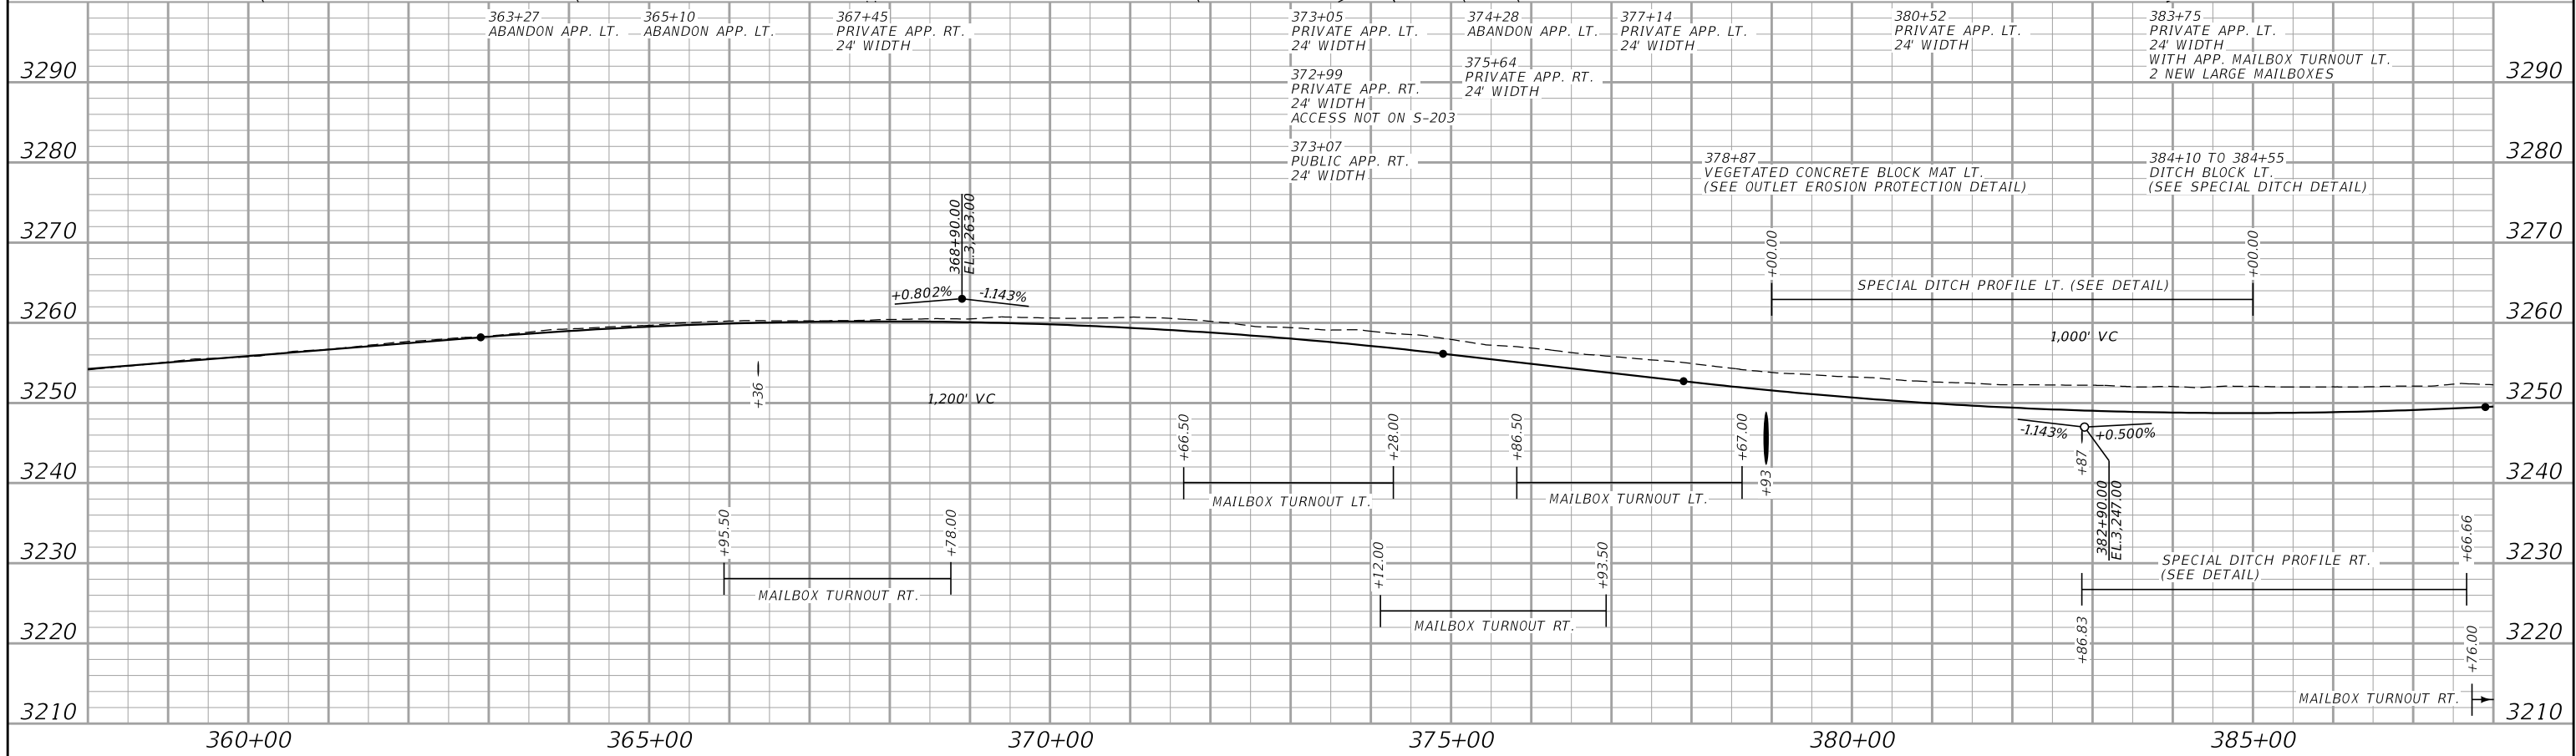 363+27
ABANDON APP. LT.
365+10
ABANDON APP. LT.
367+45
PRIVATE APP. RT.
24' WIDTH
373+05
PRIVATE APP. LT.
24' WIDTH
372+99
PRIVATE APP. RT.
24' WIDTH
ACCESS NOT ON S-203
373+07
PUBLIC APP. RT.
24' WIDTH
374+28
ABANDON APP. LT.
375+64
PRIVATE APP. RT.
24' WIDTH
377+14
PRIVATE APP. LT.
24' WIDTH
380+52
PRIVATE APP. LT.
24' WIDTH
383+75
PRIVATE APP. LT.
24' WIDTH
WITH APP. MAILBOX TURNOUT LT.
2 NEW LARGE MAILBOXES
378+87
VEGETATED CONCRETE BLOCK MAT LT.
(SEE OUTLET EROSION PROTECTION DETAIL)
384+10 TO 384+55
DITCH BLOCK LT.
(SEE SPECIAL DITCH DETAIL)
3290
3280
3270
3260
3250
3240
3230
3220
3210
3290
3280
3270
3260
3250
3240
3230
3220
3210
368+90.00
EL.3,263.00
+0.802%
-1.143%
+00.00
+00.00
SPECIAL DITCH PROFILE LT. (SEE DETAIL)
1,000' VC
+36
1,200' VC
+66.50
+28.00
MAILBOX TURNOUT LT.
+86.50
+67.00
MAILBOX TURNOUT LT.
+93
-1.143%
+0.500%
+87
382+90.00
EL.3,247.00
+95.50
+78.00
MAILBOX TURNOUT RT.
+12.00
+93.50
MAILBOX TURNOUT RT.
SPECIAL DITCH PROFILE RT.
(SEE DETAIL)
+66.66
+86.83
+76.00
MAILBOX TURNOUT RT.
360+00
365+00
370+00
375+00
380+00
385+00